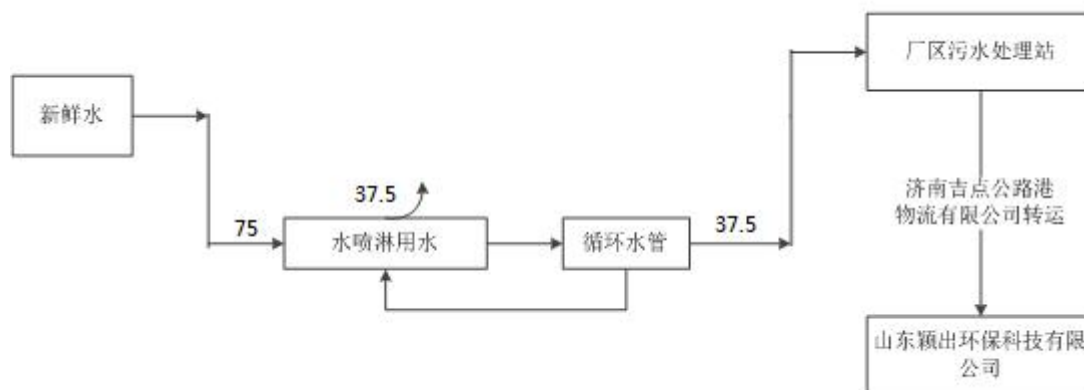 厂区污水处理站
新鲜水
济南吉点公路港
物流有限公司转运
37.5
75
水喷淋用水
循环水管
37.5
山东颖出环保科技有限
公司